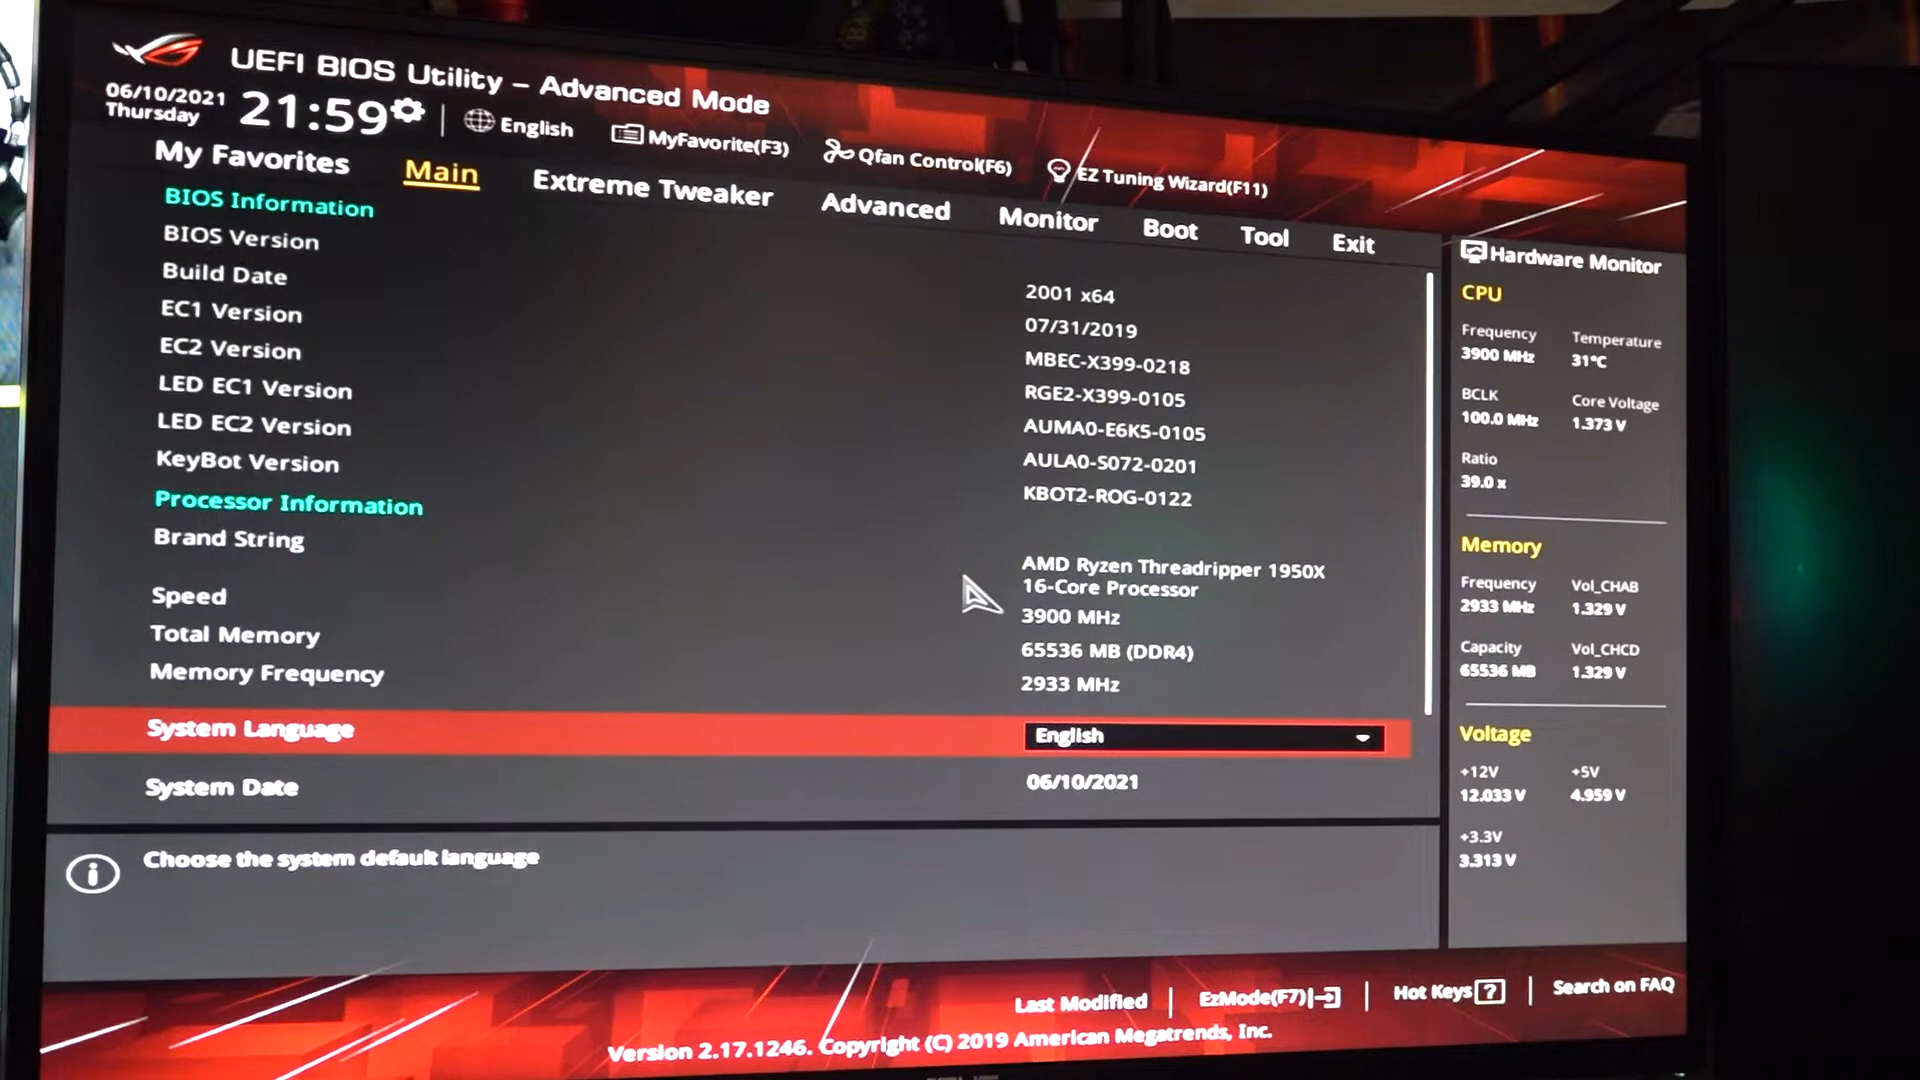 UEFI BIOS Utility – Advanced Mode
06/10/2021
Thursday
21:59
English
MyFavorite(F3)
Qfan Control(F6)
EZ Tuning Wizard(F11)
My Favorites
Main
Extreme Tweaker
Advanced
Monitor
Boot
Tool
Exit
BIOS Information
BIOS Version 2001 x64
Build Date 07/31/2019
EC1 Version MBEC-X399-0218
EC2 Version RGE2-X399-0105
LED EC1 Version AUMA0-E6K5-0105
LED EC2 Version AULA0-S072-0201
KeyBot Version KBOT2-ROG-0122
Processor Information
Brand String AMD Ryzen Threadripper 1950X
16-Core Processor
Speed 3900 MHz
Total Memory 65536 MB (DDR4)
Memory Frequency 2933 MHz
System Language English
System Date 06/10/2021
Choose the system default language
Hardware Monitor
CPU
Frequency Temperature
3900 MHz 31°C
BCLK Core Voltage
100.0 MHz 1.373 V
Ratio
39.0 x
Memory
Frequency Vol_CHAB
2933 MHz 1.329 V
Capacity Vol_CHCD
65536 MB 1.329 V
Voltage
+12V +5V
12.033 V 4.959 V
+3.3V
3.313 V
Last Modified
EzMode(F7)
Hot Keys ?
Search on FAQ
Version 2.17.1246. Copyright (C) 2019 American Megatrends, Inc.